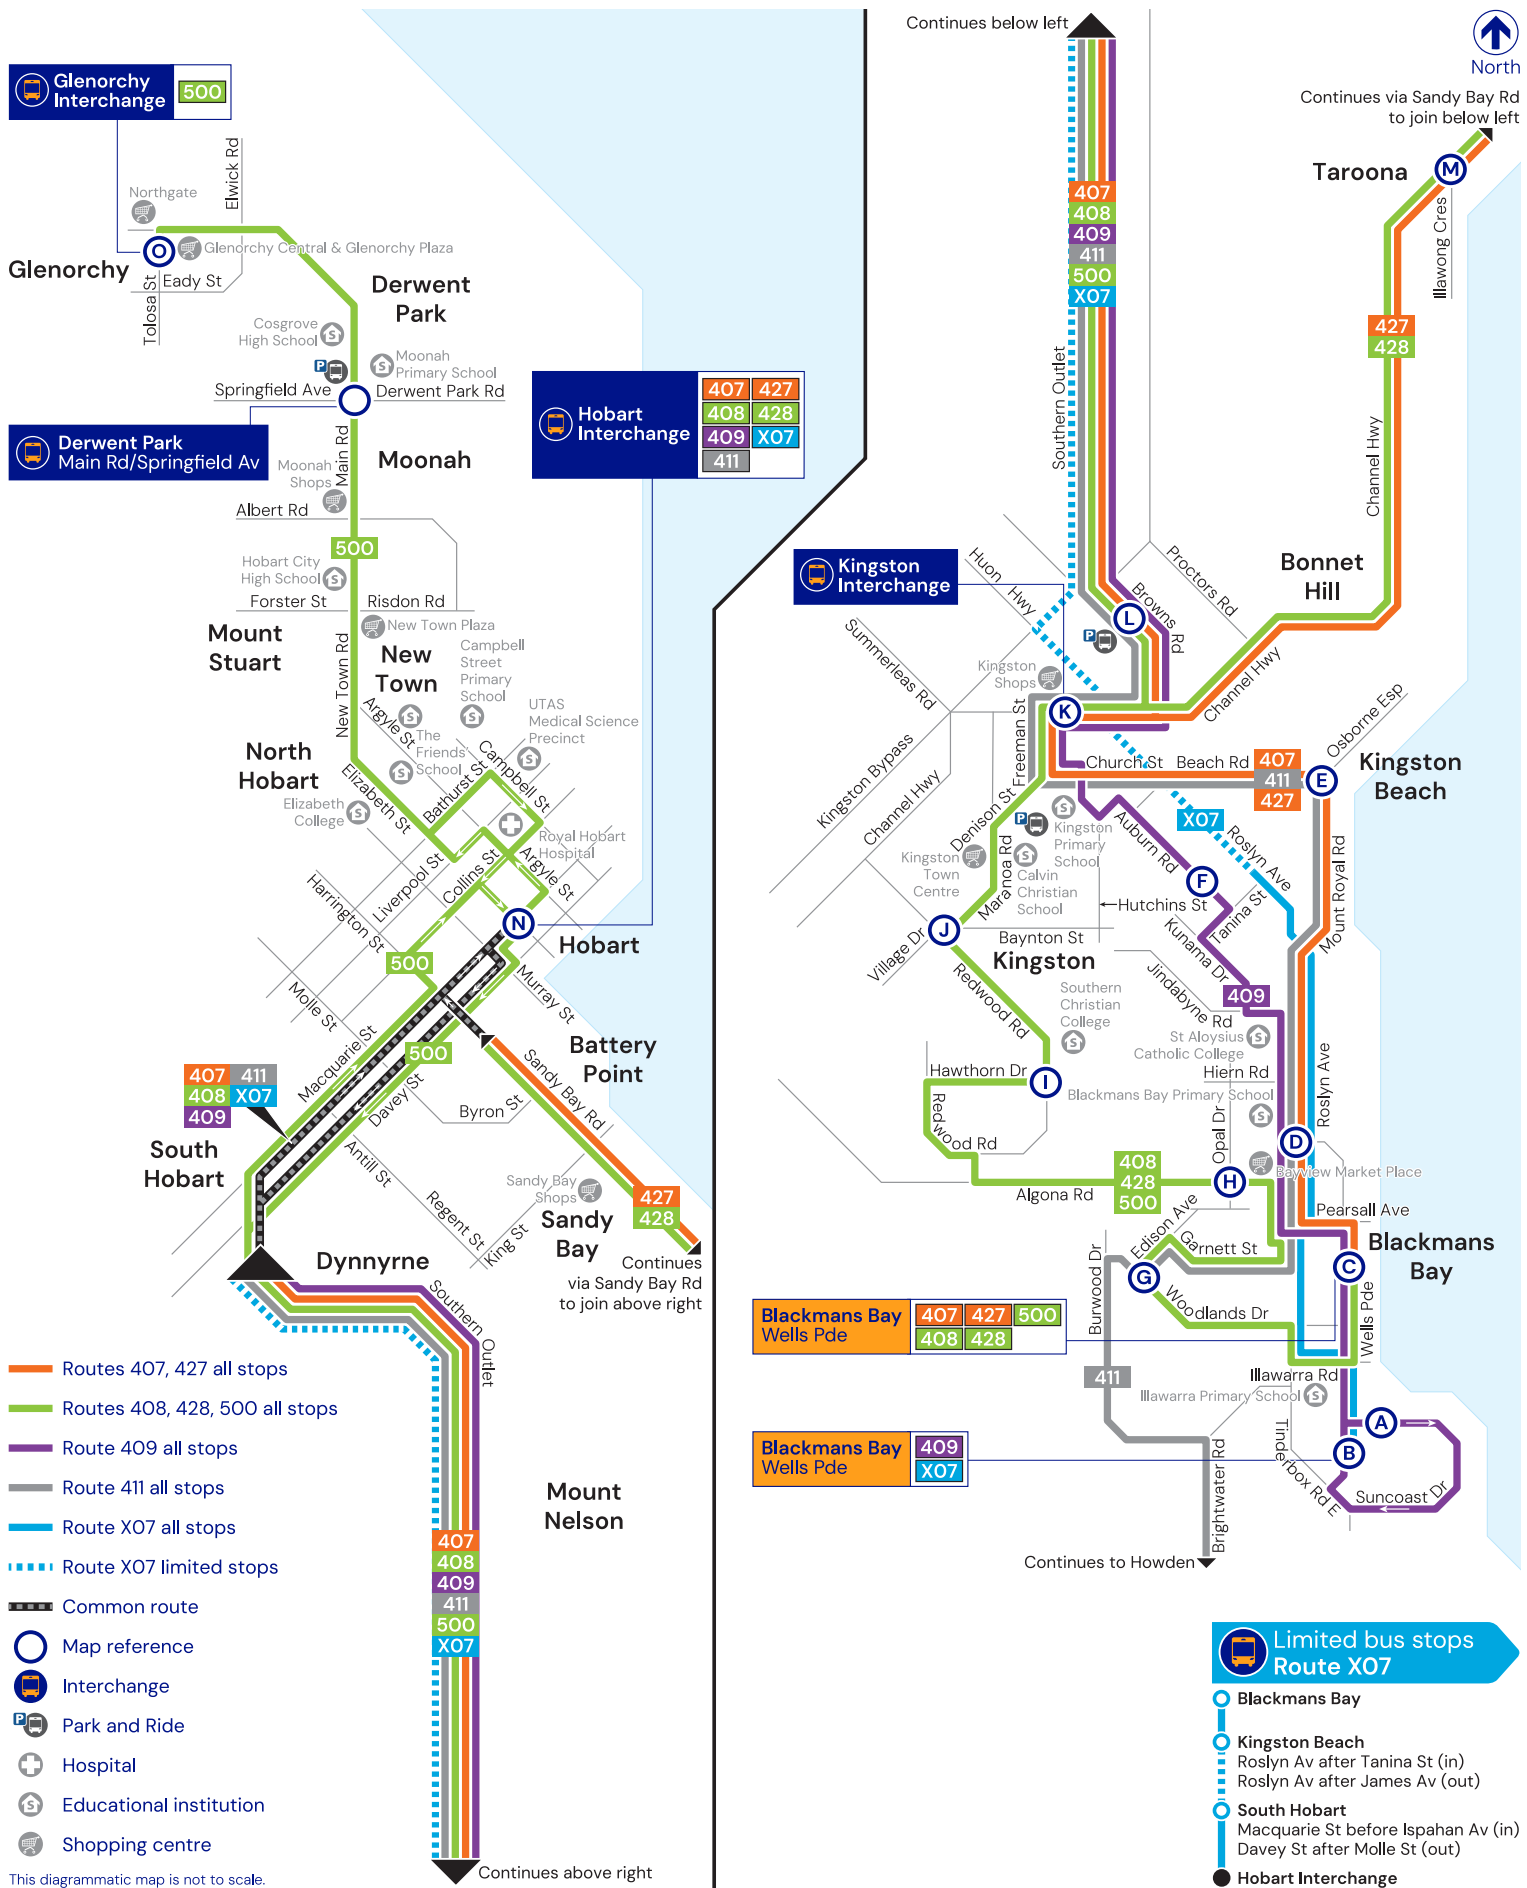 Glenorchy
Interchange
500
Northgate
Elwick Rd
O
Glenorchy Central & Glenorchy Plaza
Glenorchy
Eady St
Tolosa St
Derwent
Park
Cosgrove
High School
Moonah
Primary School
P
Springfield Ave
Derwent Park Rd
Derwent Park
Main Rd/Springfield Av
Main Rd
Moonah
Moonah
Shops
Albert Rd
500
Hobart City
High School
Forster St
Risdon Rd
New Town Plaza
Mount
Stuart
New
Town
Campbell
Street
Primary
School
New Town Rd
Argyle St
UTAS
Medical Science
Precinct
The
Friends'
School
North
Hobart
Campbell St
Bathurst St
Elizabeth St
Elizabeth
College
Royal Hobart
Hospital
Liverpool St
Collins St
Argyle St
Harrington St
N
Hobart
500
Murray St
Molle St
Hobart
Interchange
407 427
408 428
409 X07
411
Macquarie St
500
Battery
Point
Sandy Bay Rd
407 411
408 X07
409
Davey St
Byron St
South
Hobart
Antill St
Regent St
King St
Sandy Bay
Shops
Sandy
Bay
427
428
Continues
via Sandy Bay Rd
to join above right
Dynnyrne
Southern Outlet
Mount
Nelson
407
408
409
411
500
X07
Continues above right
Routes 407, 427 all stops
Routes 408, 428, 500 all stops
Route 409 all stops
Route 411 all stops
Route X07 all stops
Route X07 limited stops
Common route
Map reference
Interchange
P
Park and Ride
Hospital
Educational institution
Shopping centre
This diagrammatic map is not to scale.
Continues below left
North
Continues via Sandy Bay Rd
to join below left
Taroona
M
Illawong Cres
407
408
409
411
500
X07
427
428
Southern Outlet
Channel Hwy
Bonnet
Hill
Proctors Rd
Huon Hwy
Kingston
Interchange
Browns Rd
L
P
Summerleas Rd
Kingston
Shops
K
Channel Hwy
Freeman St
Osborne Esp
Kingston Bypass
Channel Hwy
Church St
Beach Rd
407
411
427
E
Kingston
Beach
Denison St
P
Kingston
Primary
School
Auburn Rd
X07
Roslyn Ave
Mount Royal Rd
Kingston
Town
Centre
Calvin
Christian
School
Maranoa Rd
F
Hutchins St
Tanina St
J
Village Dr
Baynton St
Kingston
Kunama Dr
Jindabyne Rd
409
Redwood Rd
Southern
Christian
College
St Aloysius
Catholic College
Hiern Rd
Roslyn Ave
Hawthorn Dr
I
Blackmans Bay Primary School
Redwood Rd
Opal Dr
D
Bayview Market Place
408
428
500
H
Algona Rd
Pearsall Ave
Edison Ave
Garnett St
Blackmans
Bay
C
G
Burwood Dr
Woodlands Dr
Wells Pde
Blackmans Bay
Wells Pde
407 427 500
408 428
411
Illawarra Rd
Illawarra Primary School
A
Blackmans Bay
Wells Pde
409
X07
B
Tinderbox Rd E
Suncoast Dr
Brightwater Rd
Continues to Howden
Limited bus stops
Route X07
Blackmans Bay
Kingston Beach
Roslyn Av after Tanina St (in)
Roslyn Av after James Av (out)
South Hobart
Macquarie St before Ispahan Av (in)
Davey St after Molle St (out)
Hobart Interchange